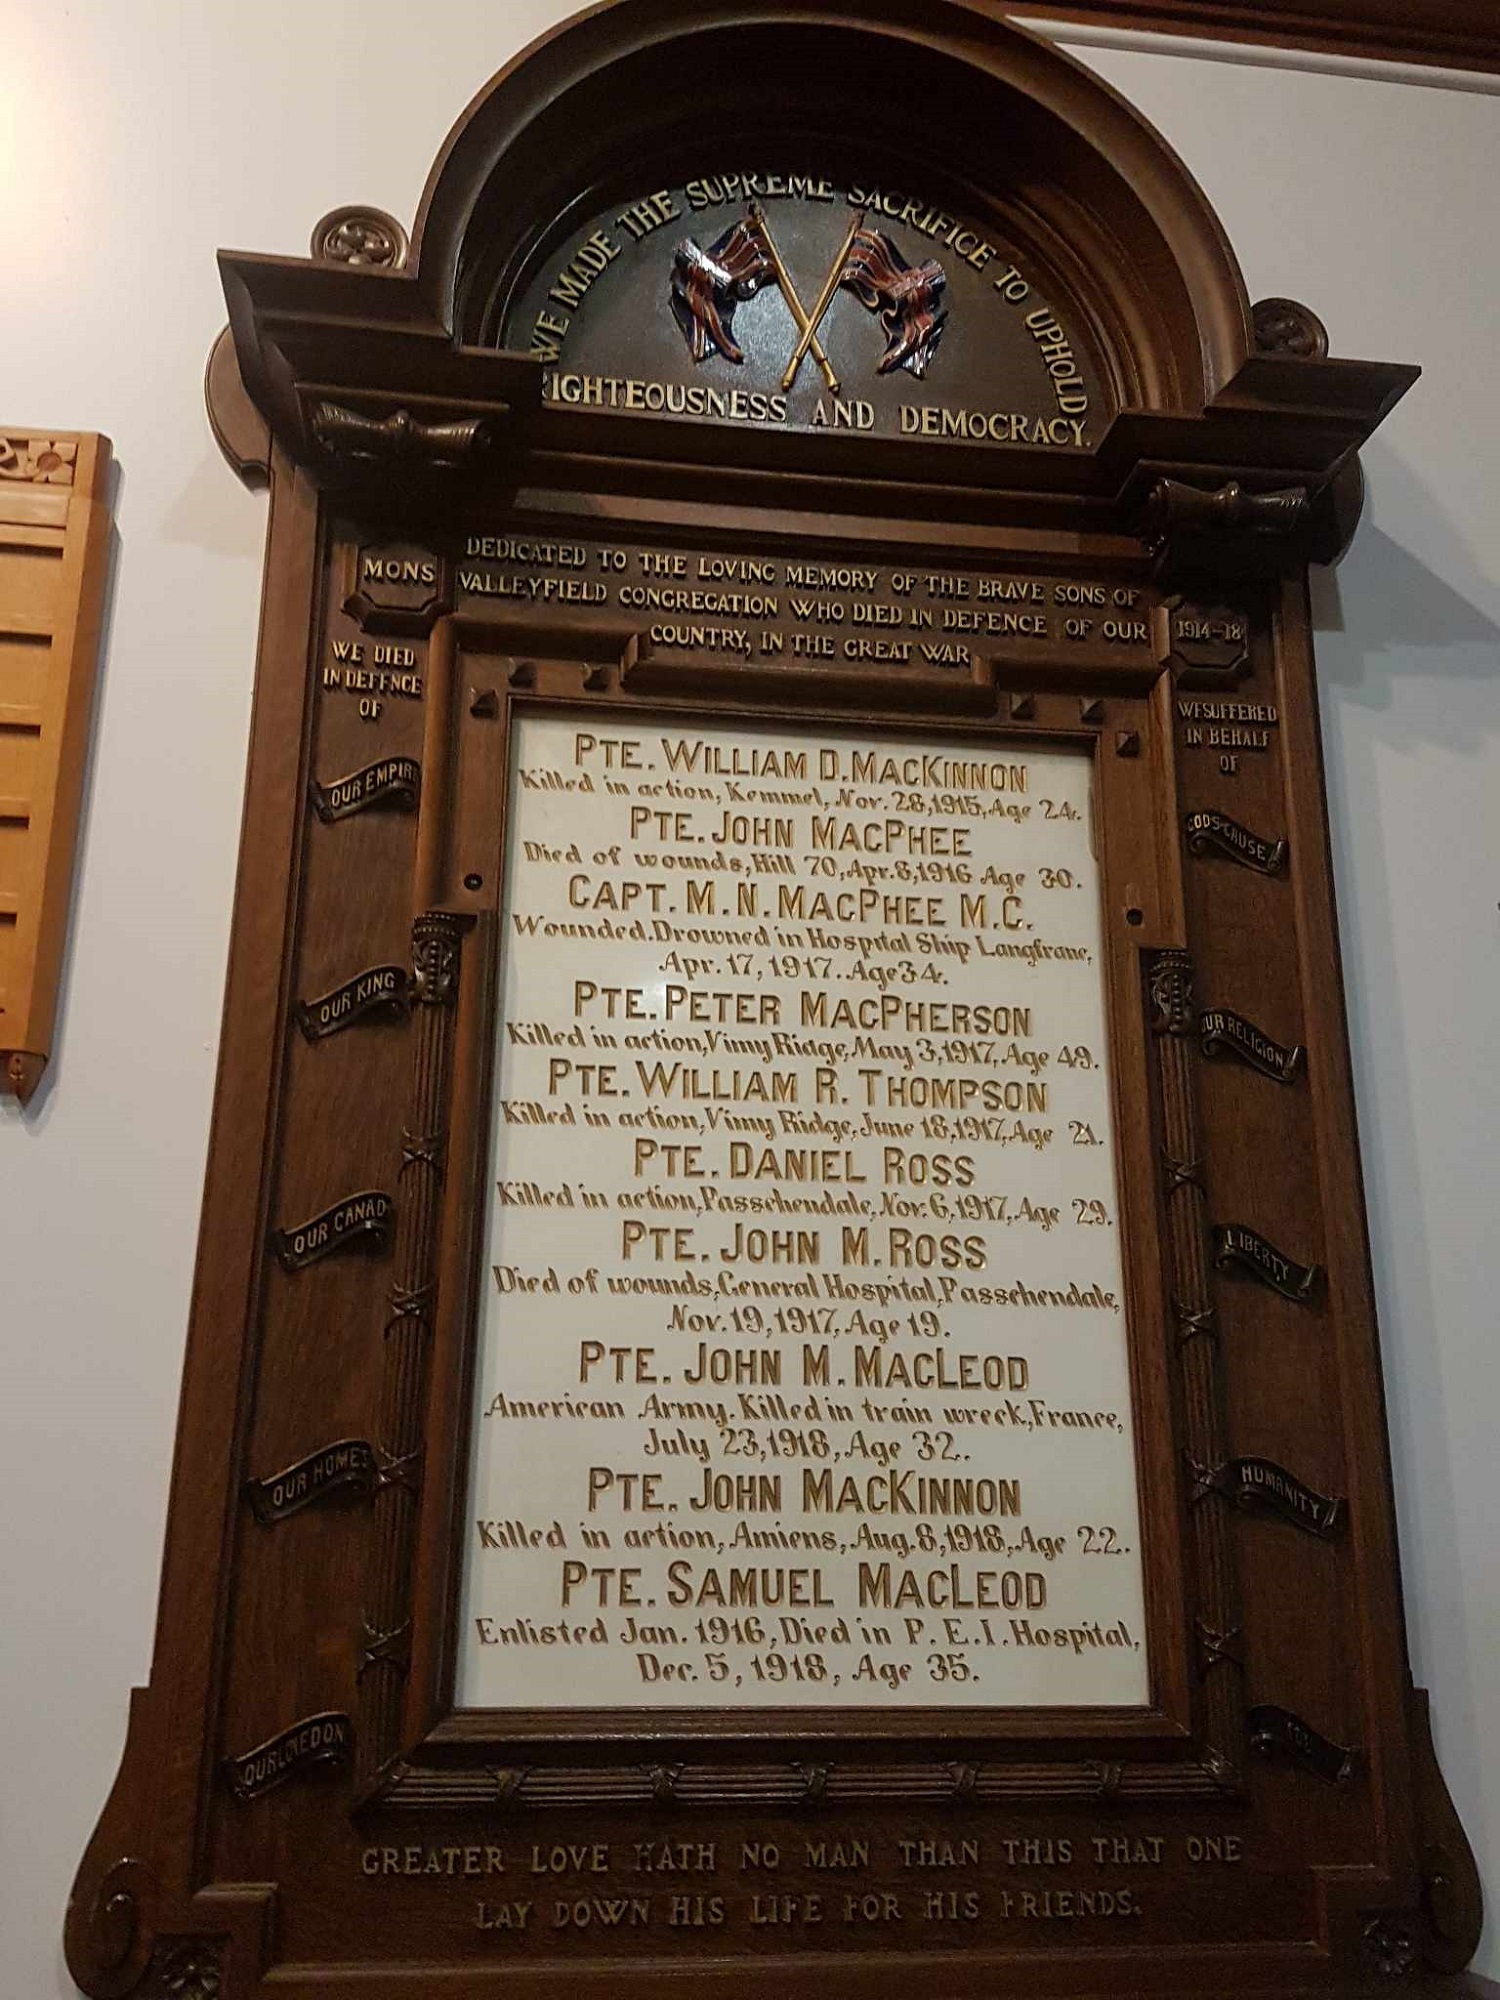 WE MADE THE SUPREME SACRIFICE TO UPHOLD
RIGHTEOUSNESS AND DEMOCRACY.
DEDICATED TO THE LOVING MEMORY OF THE BRAVE SONS OF
VALLEYFIELD CONGREGATION WHO DIED IN DEFENCE OF OUR
COUNTRY, IN THE GREAT WAR
MONS
WE DIED
IN DEFENCE
OF
OUR EMPIRE
OUR KING
OUR CANADA
OUR HOMES
OUR LOVED ON
1914-18
WE SUFFERED
IN BEHALF
OF
GODS CAUSE
OUR RELIGION
LIBERTY
HUMANITY
PTE. WILLIAM D. MACKINNON
Killed in action, Kemmel, Nov. 28, 1915, Age 24.
PTE. JOHN MACPHEE
Died of wounds, Hill 70, Apr. 8, 1916 Age 30.
CAPT. M. N. MACPHEE M.C.
Wounded. Drowned in Hospital Ship Langfranc,
Apr. 17, 1917. Age 34.
PTE. PETER MACPHERSON
Killed in action, Vimy Ridge, May 3, 1917, Age 49.
PTE. WILLIAM R. THOMPSON
Killed in action, Vimy Ridge, June 18, 1917, Age 21.
PTE. DANIEL ROSS
Killed in action, Passchendale, Nov. 6, 1917, Age 29.
PTE. JOHN M. ROSS
Died of wounds, General Hospital, Passchendale,
Nov. 19, 1917, Age 19.
PTE. JOHN M. MACLEOD
American Army. Killed in train wreck, France,
July 23, 1918, Age 32.
PTE. JOHN MACKINNON
Killed in action, Amiens, Aug. 8, 1918, Age 22.
PTE. SAMUEL MACLEOD
Enlisted Jan. 1916, Died in P. E. I. Hospital,
Dec. 5, 1918, Age 35.
GREATER LOVE HATH NO MAN THAN THIS THAT ONE
LAY DOWN HIS LIFE FOR HIS FRIENDS.